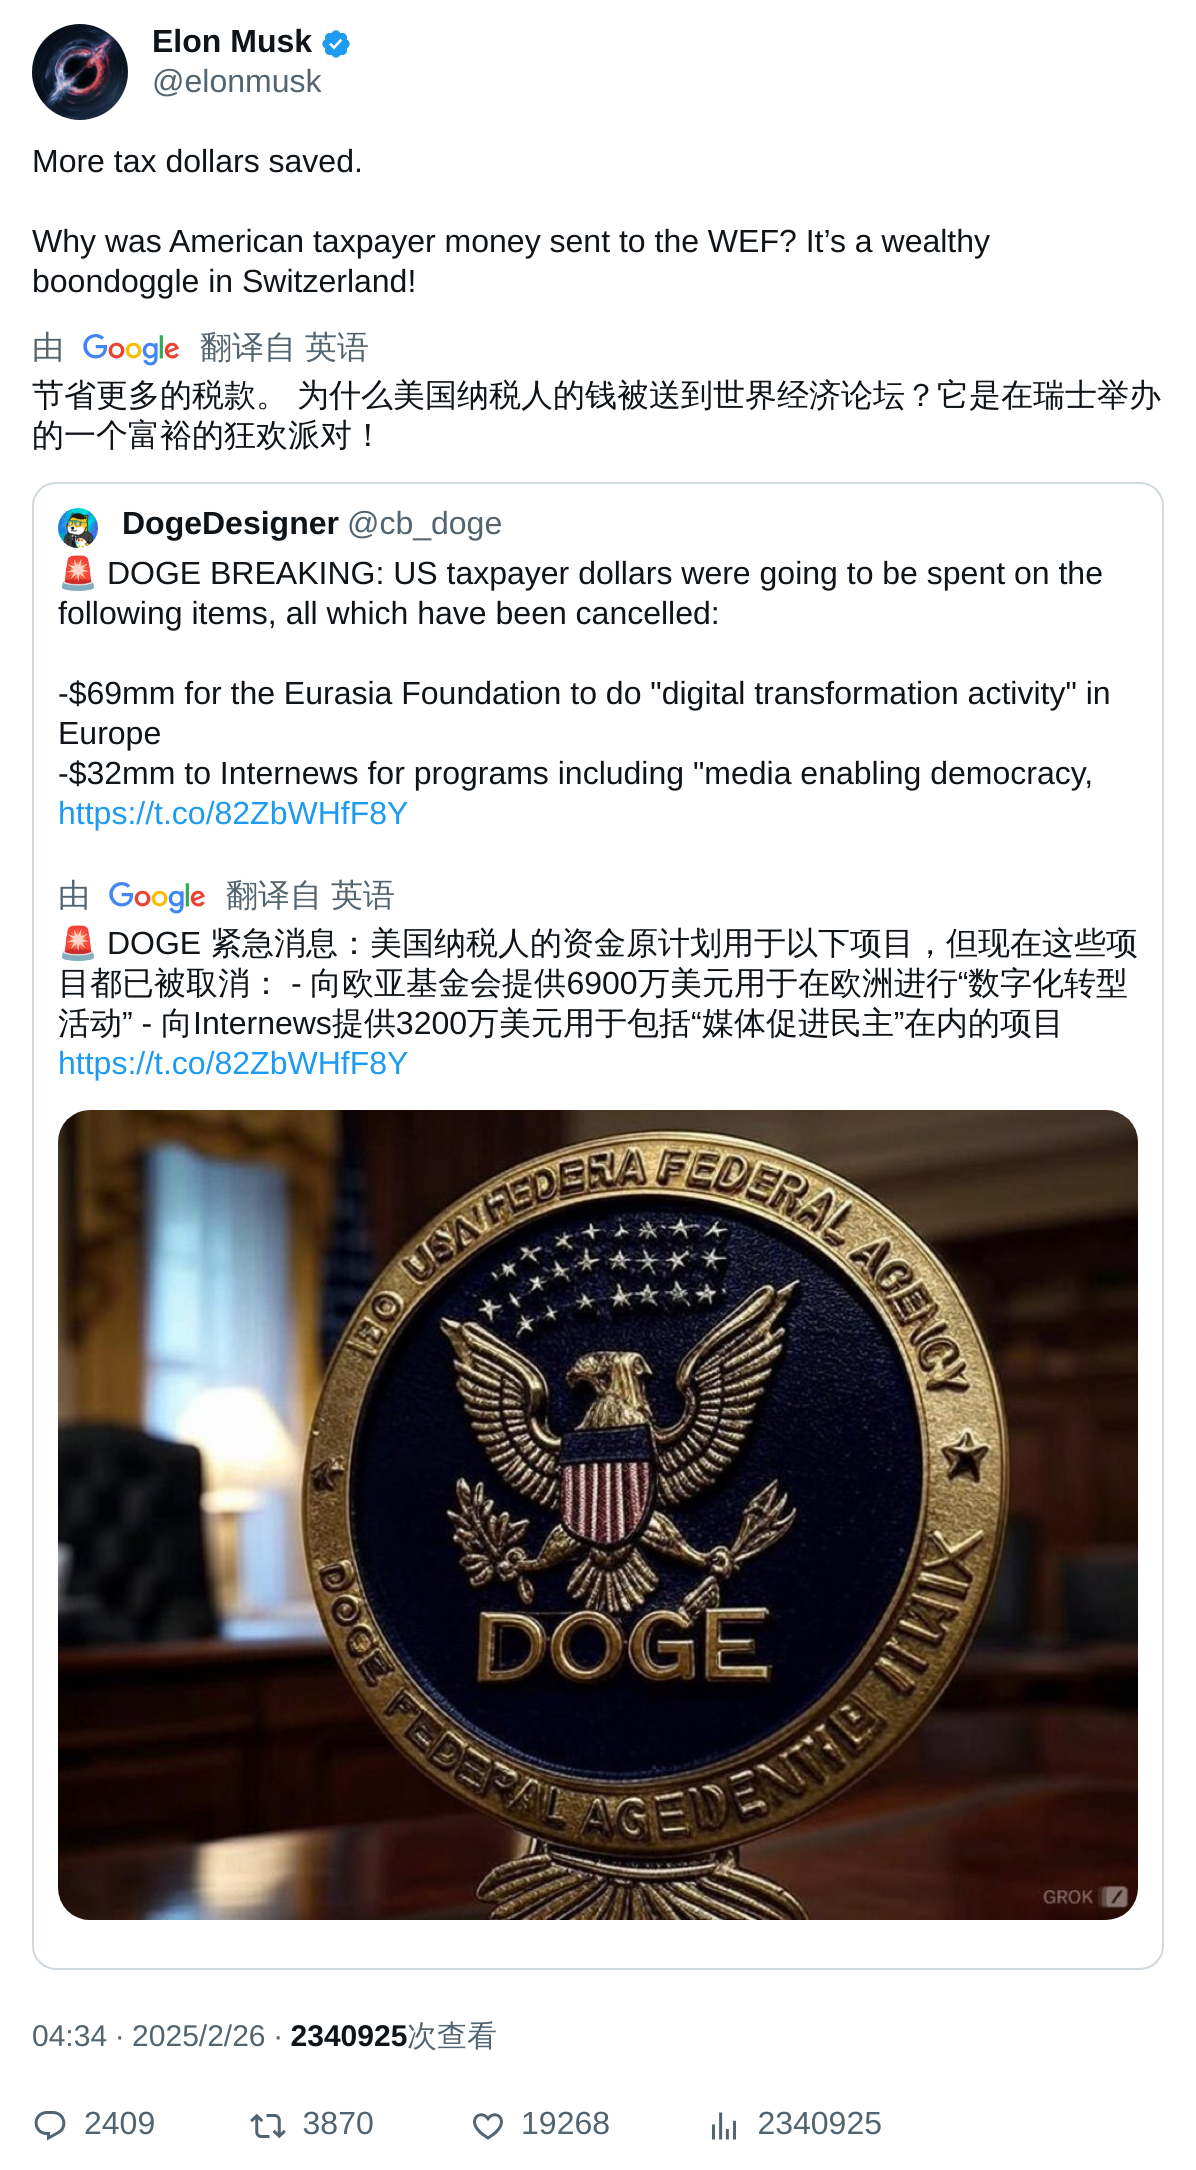 Elon Musk
@elonmusk
More tax dollars saved.
Why was American taxpayer money sent to the WEF? It’s a wealthy
boondoggle in Switzerland!
由 Google 翻译自 英语
节省更多的税款。 为什么美国纳税人的钱被送到世界经济论坛？它是在瑞士举办
的一个富裕的狂欢派对！
DogeDesigner @cb_doge
🚨 DOGE BREAKING: US taxpayer dollars were going to be spent on the
following items, all which have been cancelled:
-$69mm for the Eurasia Foundation to do "digital transformation activity" in
Europe
-$32mm to Internews for programs including "media enabling democracy,
https://t.co/82ZbWHfF8Y
由 Google 翻译自 英语
🚨 DOGE 紧急消息：美国纳税人的资金原计划用于以下项目，但现在这些项
目都已被取消： - 向欧亚基金会提供6900万美元用于在欧洲进行“数字化转型
活动” - 向Internews提供3200万美元用于包括“媒体促进民主”在内的项目
https://t.co/82ZbWHfF8Y
USA FEDERA FEDERAL AGENCY
DOGE
DOGE FEDERAL
GROK
04:34 · 2025/2/26 · 2340925次查看
2409 3870 19268 2340925